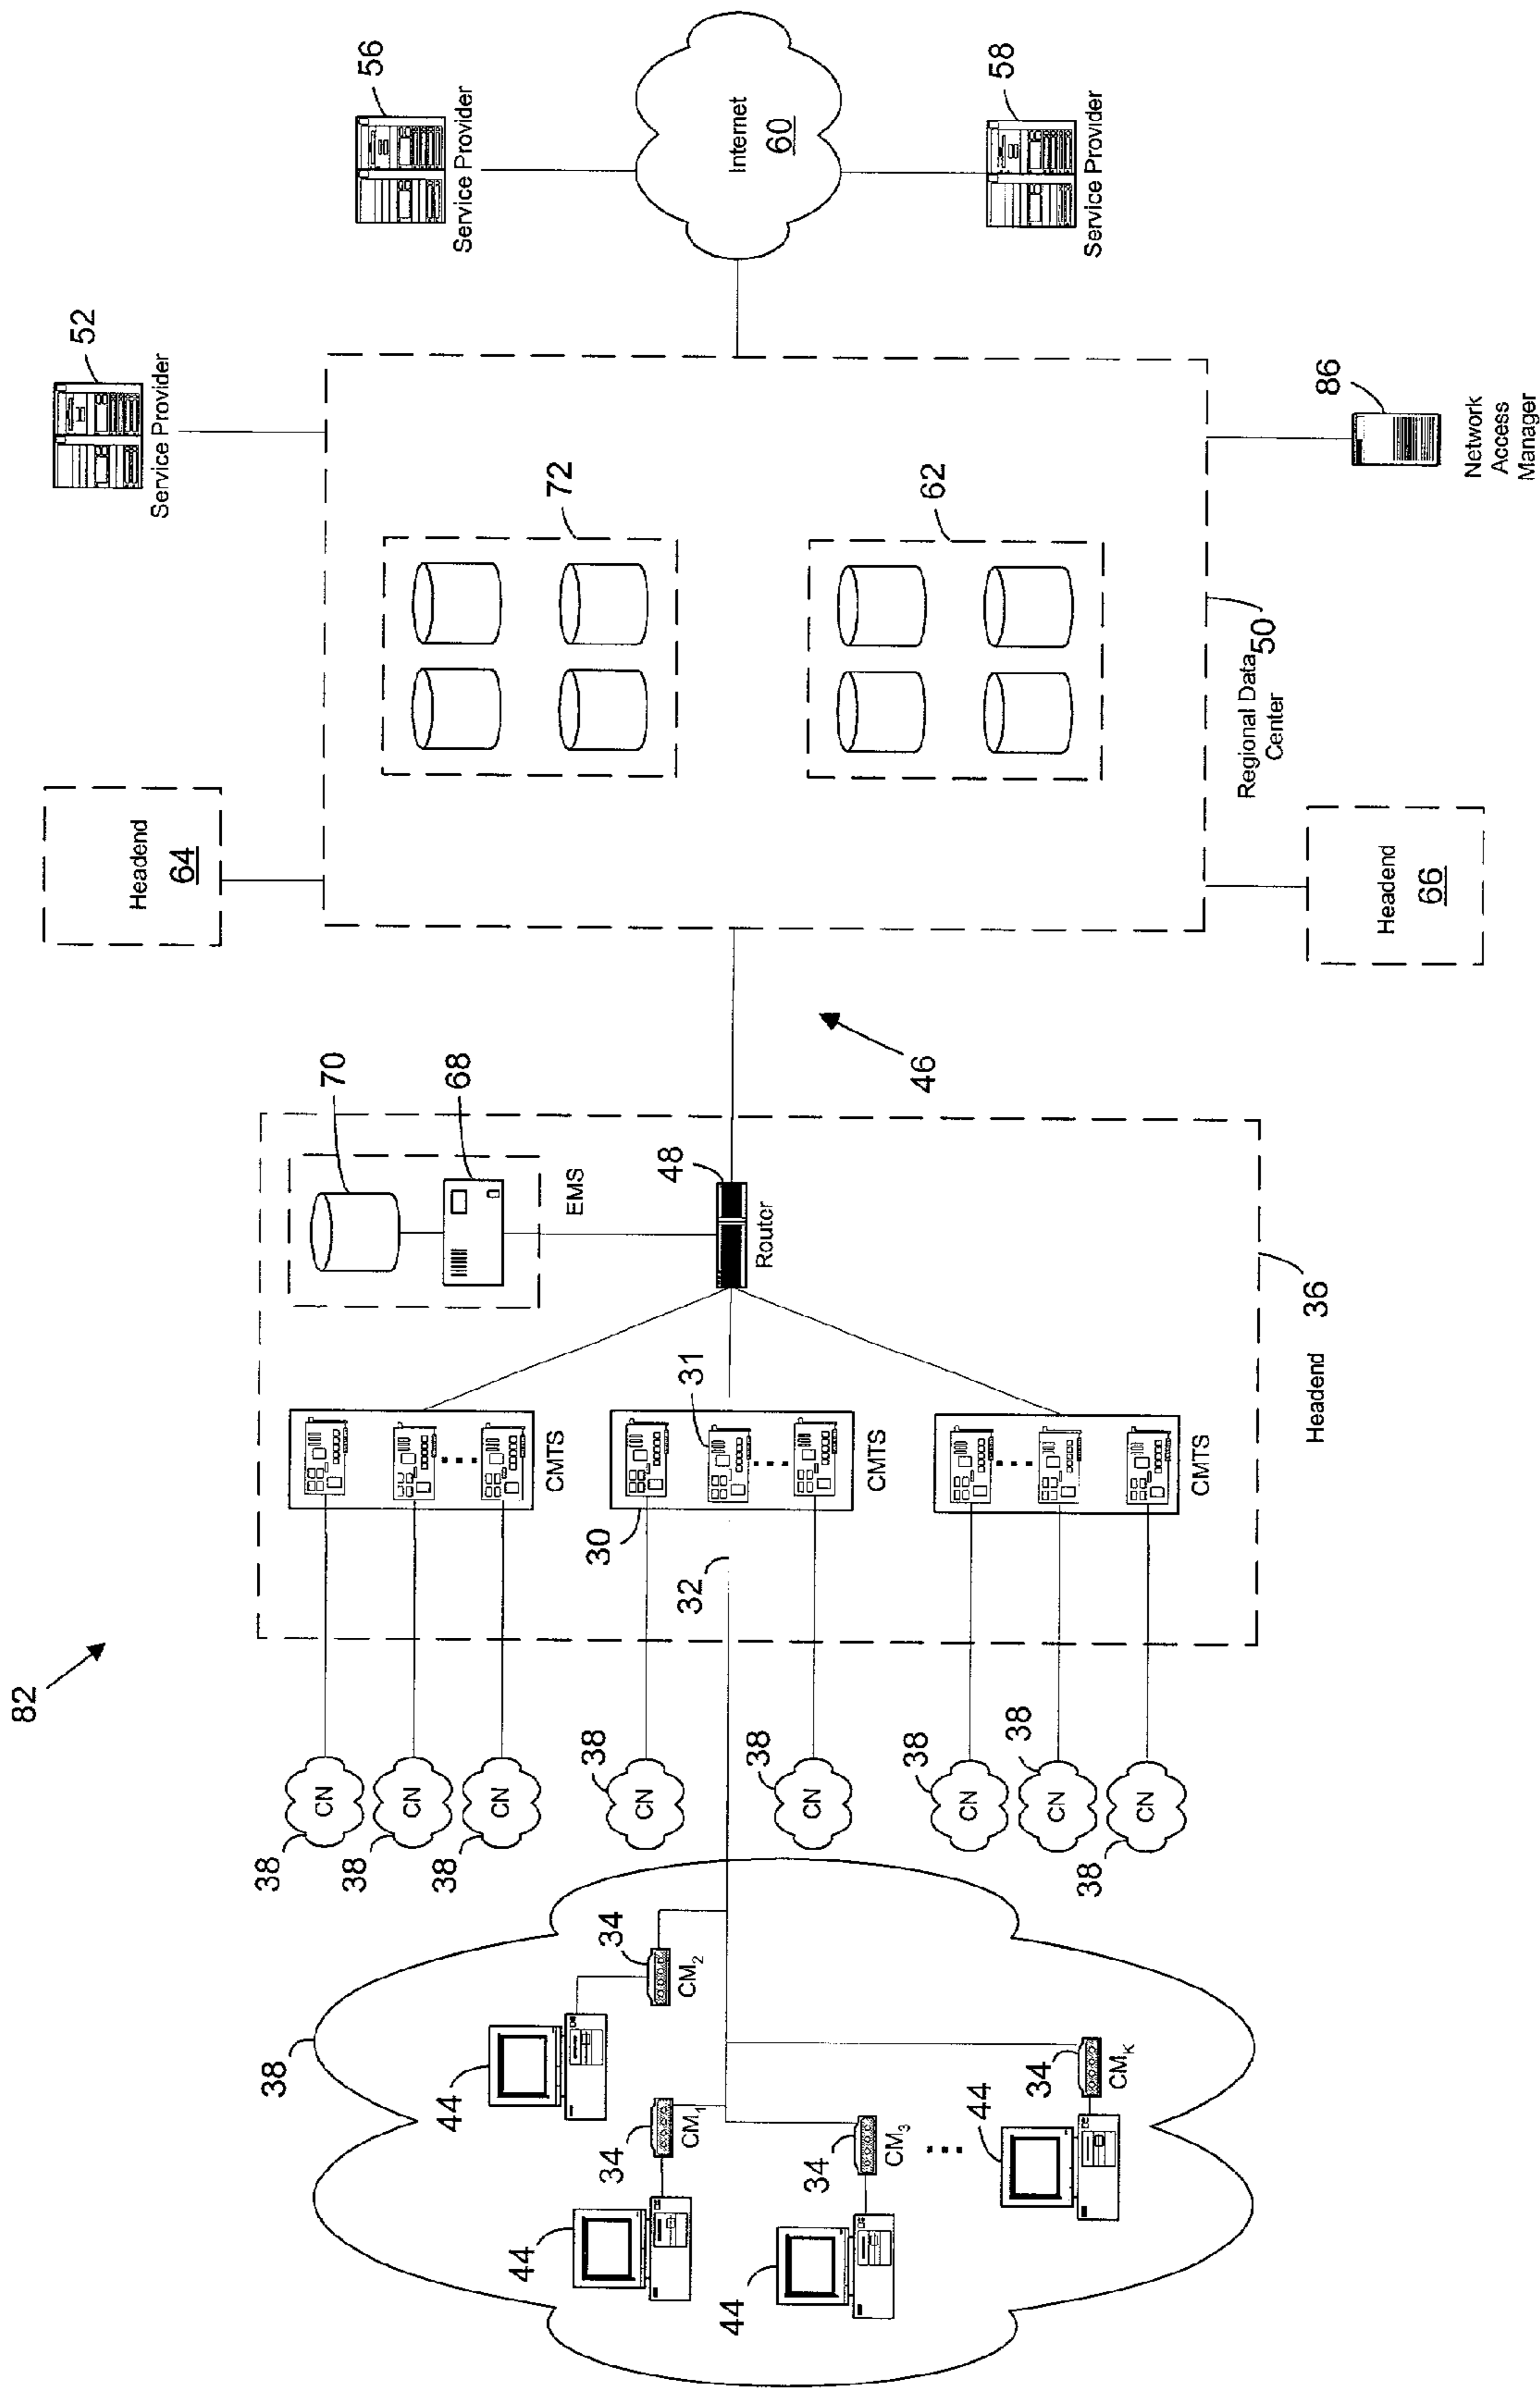 82
38
44
34
CM2
44
34
CM1
44
34
CM3
44
34
CMK
38
CN
38
CN
38
CN
38
CN
38
CN
38
CN
38
CN
38
CN
32
30
31
CMTS
CMTS
CMTS
70
68
EMS
48
Router
Headend
36
46
Headend
64
Headend
66
72
62
Regional Data
Center
50
52
Service Provider
86
Network
Access
Manager
56
Service Provider
Internet
60
58
Service Provider